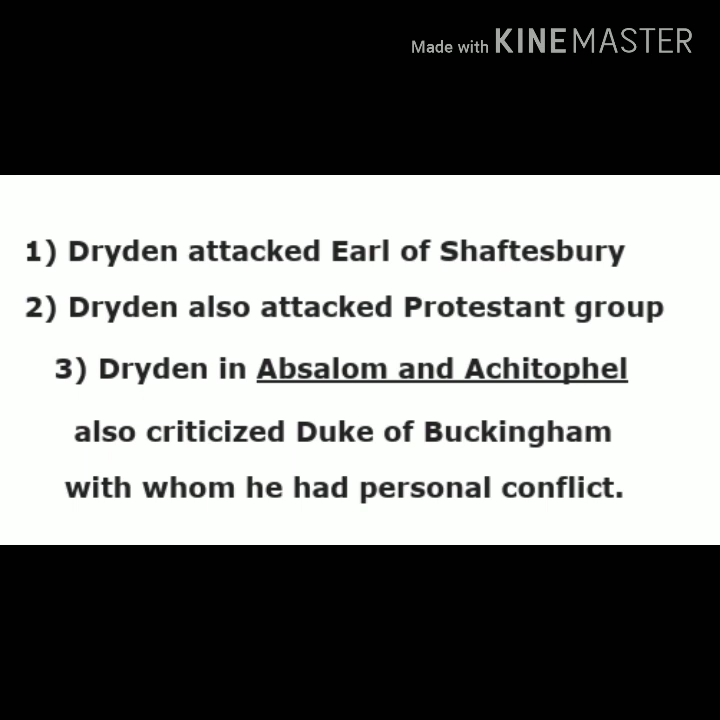 Made with KINEMASTER
1) Dryden attacked Earl of Shaftesbury
2) Dryden also attacked Protestant group
3) Dryden in Absalom and Achitophel
also criticized Duke of Buckingham
with whom he had personal conflict.